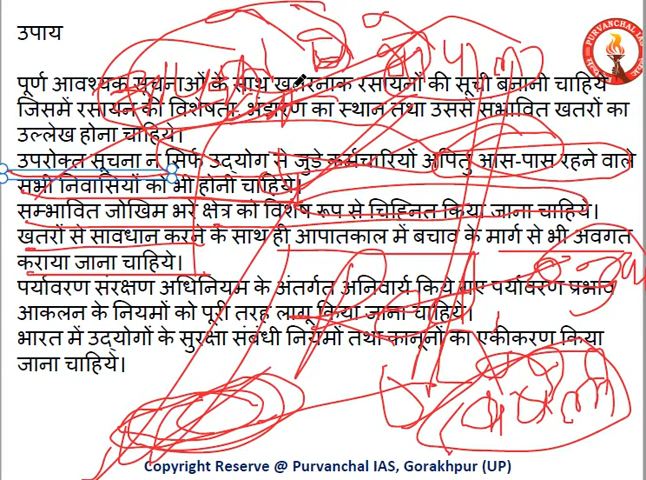 उपाय
पूर्ण आवश्यक सूचनाओं के साथ खतरनाक रसायनों की सूची बनानी चाहिये
जिसमें रसायन की विशेषता, भंडारण का स्थान तथा उससे संभावित खतरों का
उल्लेख होना चाहिये।
उपरोक्त सूचना न सिर्फ उद्योग से जुडे कर्मचारियों अपितु आस-पास रहने वाले
सभी निवासियों को भी होनी चाहिये।
सम्भावित जोखिम भरे क्षेत्र को विशेष रूप से चिह्नित किया जाना चाहिये।
खतरों से सावधान करने के साथ ही आपातकाल में बचाव के मार्ग से भी अवगत
कराया जाना चाहिये।
पर्यावरण संरक्षण अधिनियम के अंतर्गत अनिवार्य किये गए पर्यावरण प्रभाव
आकलन के नियमों को पूरी तरह लागू किया जाना चाहिये।
भारत में उद्योगों के सुरक्षा संबंधी नियमों तथा कानूनों का एकीकरण किया
जाना चाहिये।
Copyright Reserve @ Purvanchal IAS, Gorakhpur (UP)